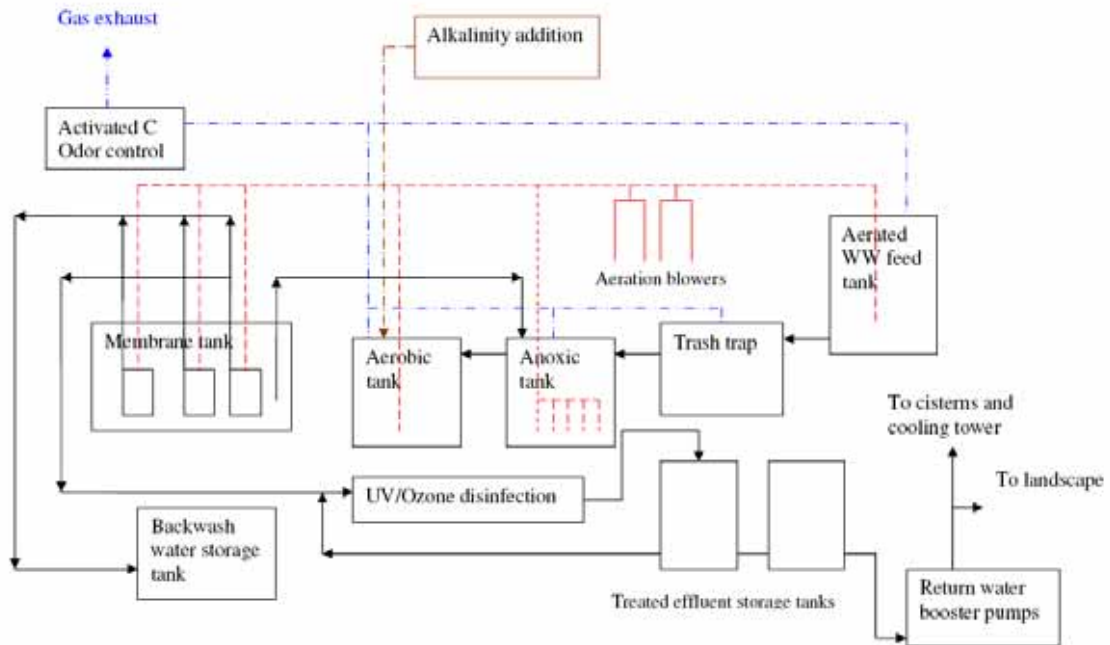 Gas exhaust
Alkalinity addition
Activated C
Odor control
Aerated
WW feed
tank
Aeration blowers
Membrane tank
Aerobic
tank
Anoxic
tank
Trash trap
To cisterns and
cooling tower
To landscape
UV/Ozone disinfection
Backwash
water storage
tank
Treated effluent storage tanks
Return water
booster pumps